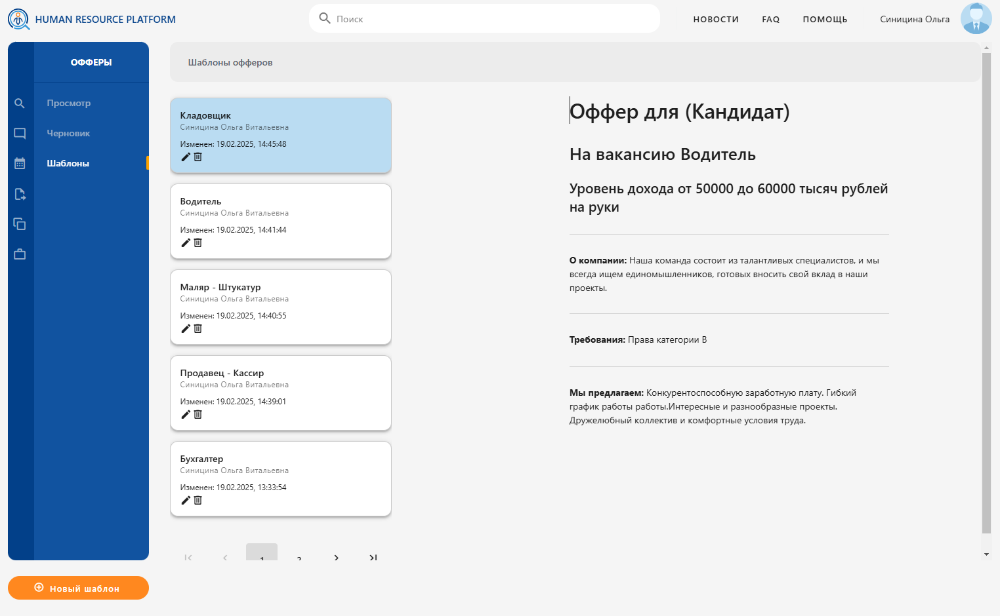 HUMAN RESOURCE PLATFORM
Поиск
НОВОСТИ
FAQ
ПОМОЩЬ
Синицина Ольга
ОФФЕРЫ
Просмотр
Черновик
Шаблоны
Новый шаблон
Шаблоны офферов
Кладовщик
Синицина Ольга Витальевна
Изменен: 19.02.2025, 14:45:48
Водитель
Синицина Ольга Витальевна
Изменен: 19.02.2025, 14:41:44
Маляр - Штукатур
Синицина Ольга Витальевна
Изменен: 19.02.2025, 14:40:55
Продавец - Кассир
Синицина Ольга Витальевна
Изменен: 19.02.2025, 14:39:01
Бухгалтер
Синицина Ольга Витальевна
Изменен: 19.02.2025, 13:33:54
1
2
Оффер для (Кандидат)
На вакансию Водитель
Уровень дохода от 50000 до 60000 тысяч рублей
на руки
О компании: Наша команда состоит из талантливых специалистов, и мы
всегда ищем единомышленников, готовых вносить свой вклад в наши
проекты.
Требования: Права категории В
Мы предлагаем: Конкурентоспособную заработную плату. Гибкий
график работы работы.Интересные и разнообразные проекты.
Дружелюбный коллектив и комфортные условия труда.